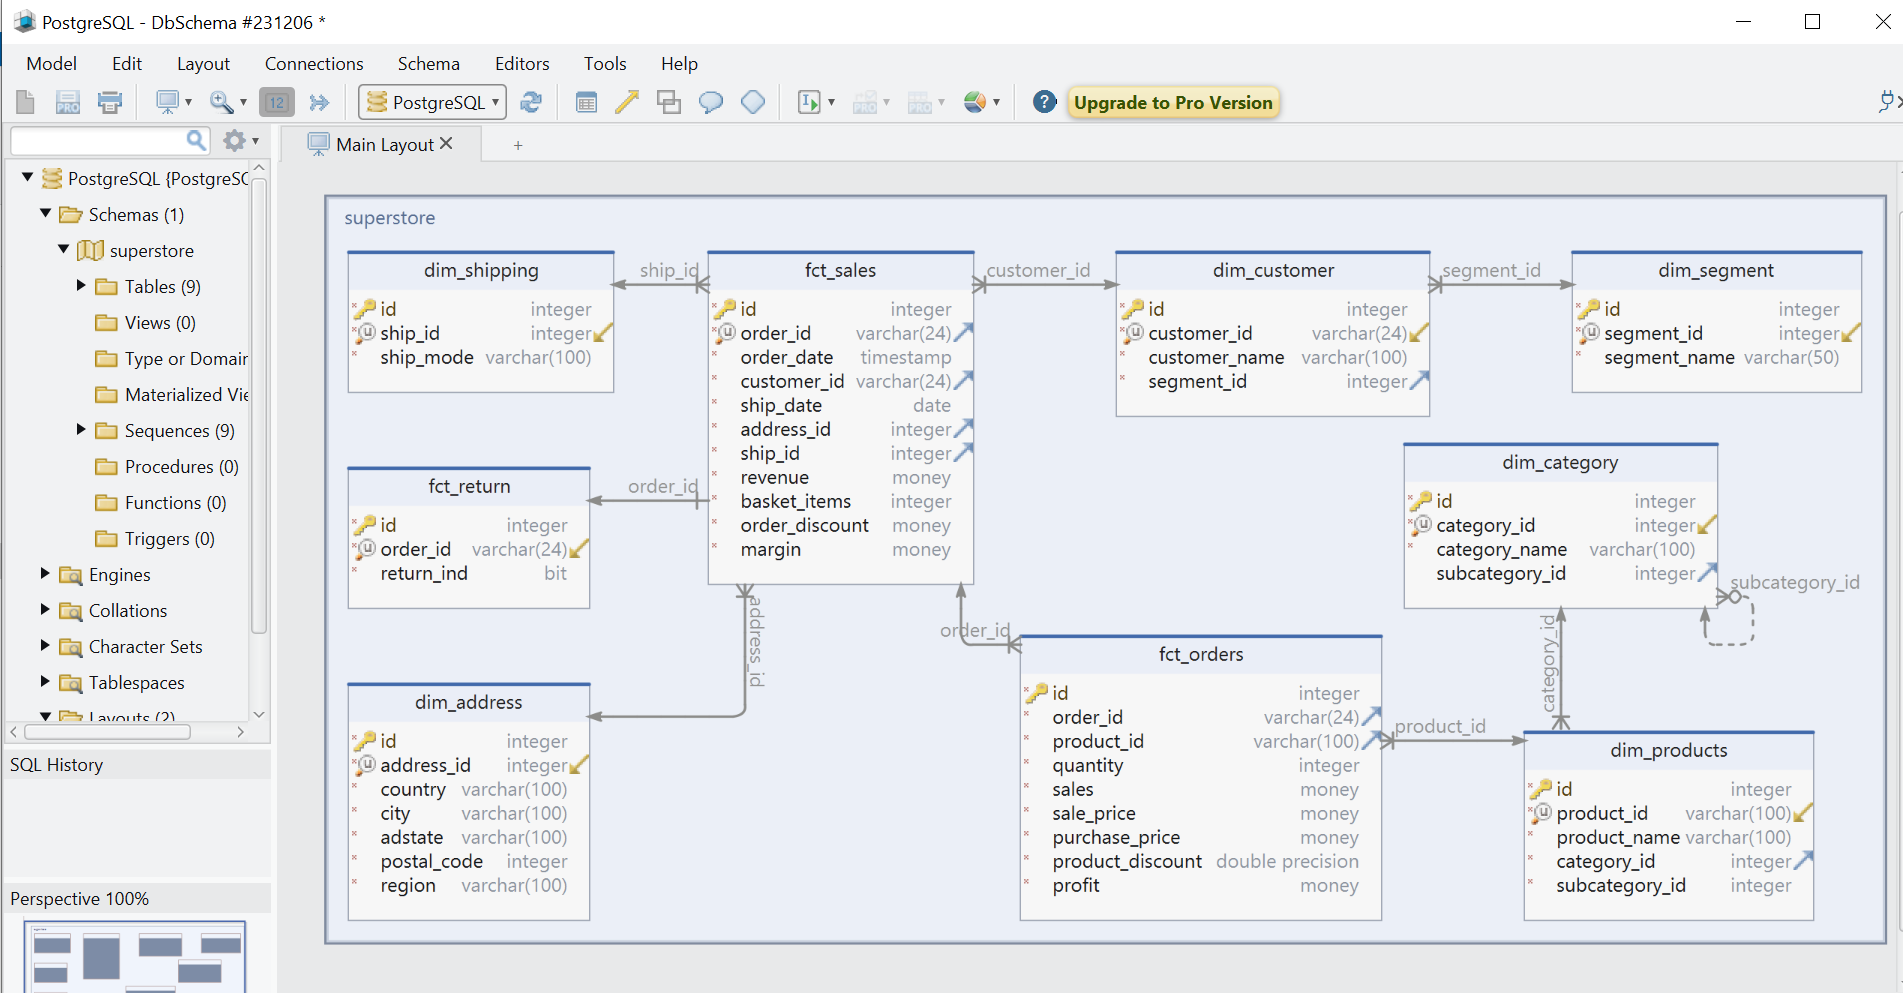 PostgreSQL - DbSchema #231206 *
Model Edit Layout Connections Schema Editors Tools Help
PRO 12 PostgreSQL PRO PRO ? Upgrade to Pro Version
Main Layout +
PostgreSQL {PostgreSQ
Schemas (1)
superstore
Tables (9)
Views (0)
Type or Domain
Materialized Vie
Sequences (9)
Procedures (0)
Functions (0)
Triggers (0)
Engines
Collations
Character Sets
Tablespaces
Layouts (2)
SQL History
Perspective 100%
superstore
dim_shipping
id integer
ship_id integer
ship_mode varchar(100)
ship_id
fct_sales
id integer
order_id varchar(24)
order_date timestamp
customer_id varchar(24)
ship_date date
address_id integer
ship_id integer
revenue money
basket_items integer
order_discount money
margin money
customer_id
dim_customer
id integer
customer_id varchar(24)
customer_name varchar(100)
segment_id integer
segment_id
dim_segment
id integer
segment_id integer
segment_name varchar(50)
fct_return
id integer
order_id varchar(24)
return_ind bit
order_id
dim_category
id integer
category_id integer
category_name varchar(100)
subcategory_id integer
subcategory_id
dim_address
id integer
address_id integer
country varchar(100)
city varchar(100)
adstate varchar(100)
postal_code integer
region varchar(100)
address_id
order_id
fct_orders
id integer
order_id varchar(24)
product_id varchar(100)
quantity integer
sales money
sale_price money
purchase_price money
product_discount double precision
profit money
product_id
category_id
dim_products
id integer
product_id varchar(100)
product_name varchar(100)
category_id integer
subcategory_id integer